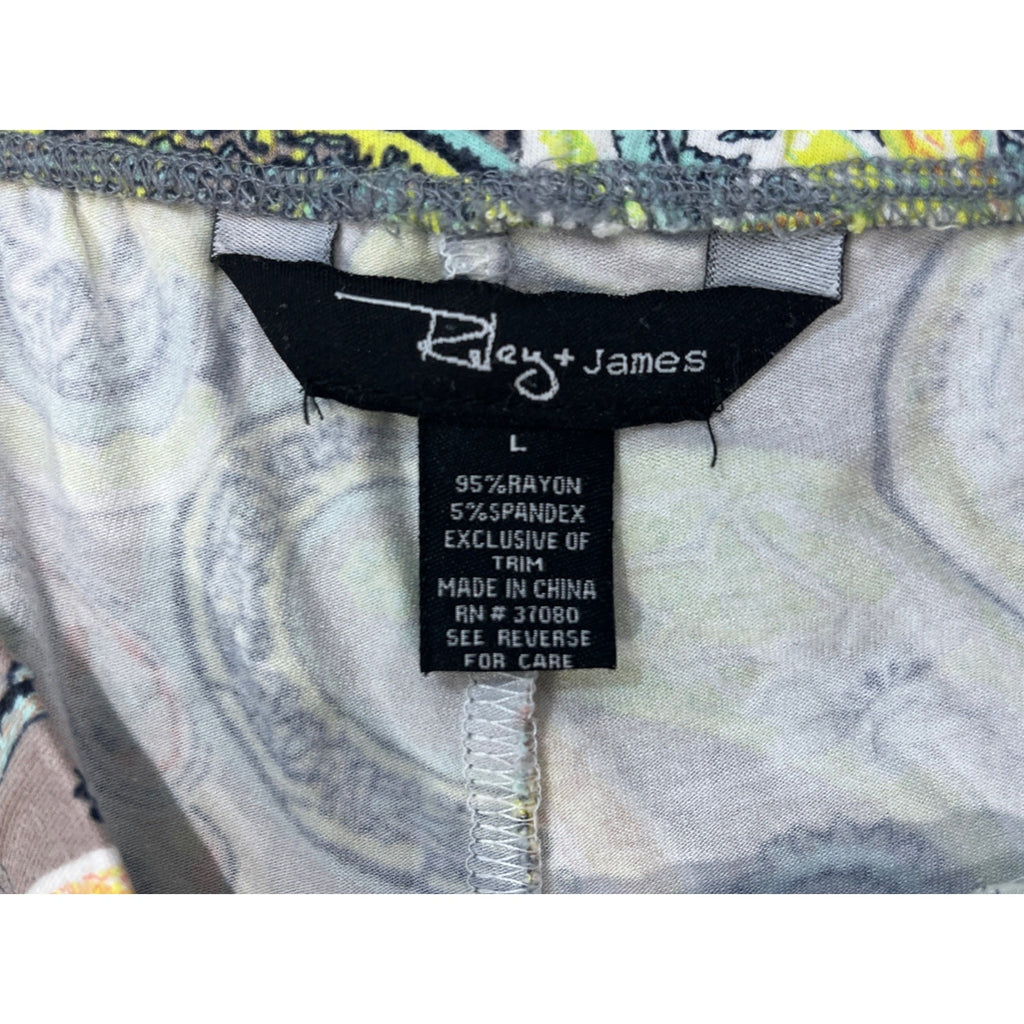 Riley + James
L
95%RAYON
5%SPANDEX
EXCLUSIVE OF
TRIM
MADE IN CHINA
RN # 37080
SEE REVERSE
FOR CARE